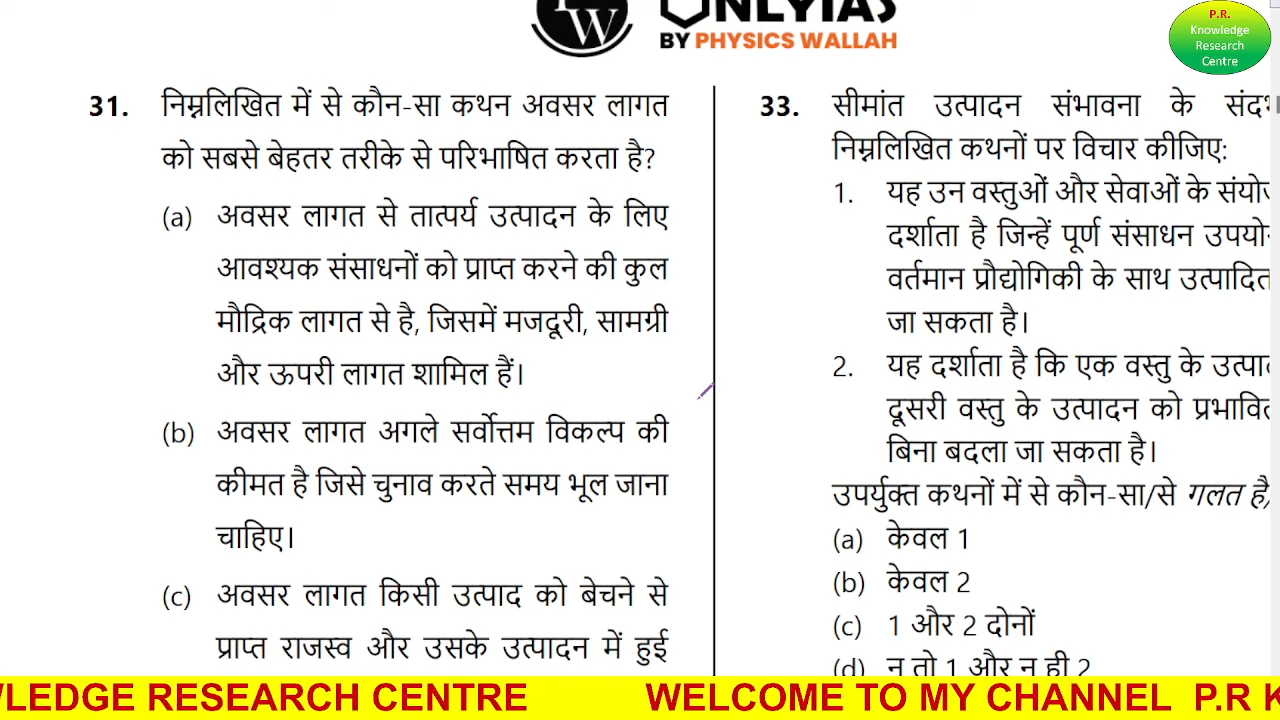 ONLYIAS
W
BY PHYSICS WALLAH
P.R.
Knowledge
Research
Centre
31. निम्नलिखित में से कौन-सा कथन अवसर लागत
को सबसे बेहतर तरीके से परिभाषित करता है?
(a) अवसर लागत से तात्पर्य उत्पादन के लिए
आवश्यक संसाधनों को प्राप्त करने की कुल
मौद्रिक लागत से है, जिसमें मजदूरी, सामग्री
और ऊपरी लागत शामिल हैं।
(b) अवसर लागत अगले सर्वोत्तम विकल्प की
कीमत है जिसे चुनाव करते समय भूल जाना
चाहिए।
(c) अवसर लागत किसी उत्पाद को बेचने से
प्राप्त राजस्व और उसके उत्पादन में हुई
33. सीमांत उत्पादन संभावना के
निम्नलिखित कथनों पर विचार कीजिए:
1. यह उन वस्तुओं और सेवाओं के
दर्शाता है जिन्हें पूर्ण संसाधन
वर्तमान प्रौद्योगिकी के साथ उत्पादित
जा सकता है।
2. यह दर्शाता है कि एक वस्तु के
दूसरी वस्तु के उत्पादन को
बिना बदला जा सकता है।
उपर्युक्त कथनों में से कौन-सा/से गलत है/
(a) केवल 1
(b) केवल 2
(c) 1 और 2 दोनों
(d) न तो 1 और न ही 2
WLEDGE RESEARCH CENTRE WELCOME TO MY CHANNEL P.R K